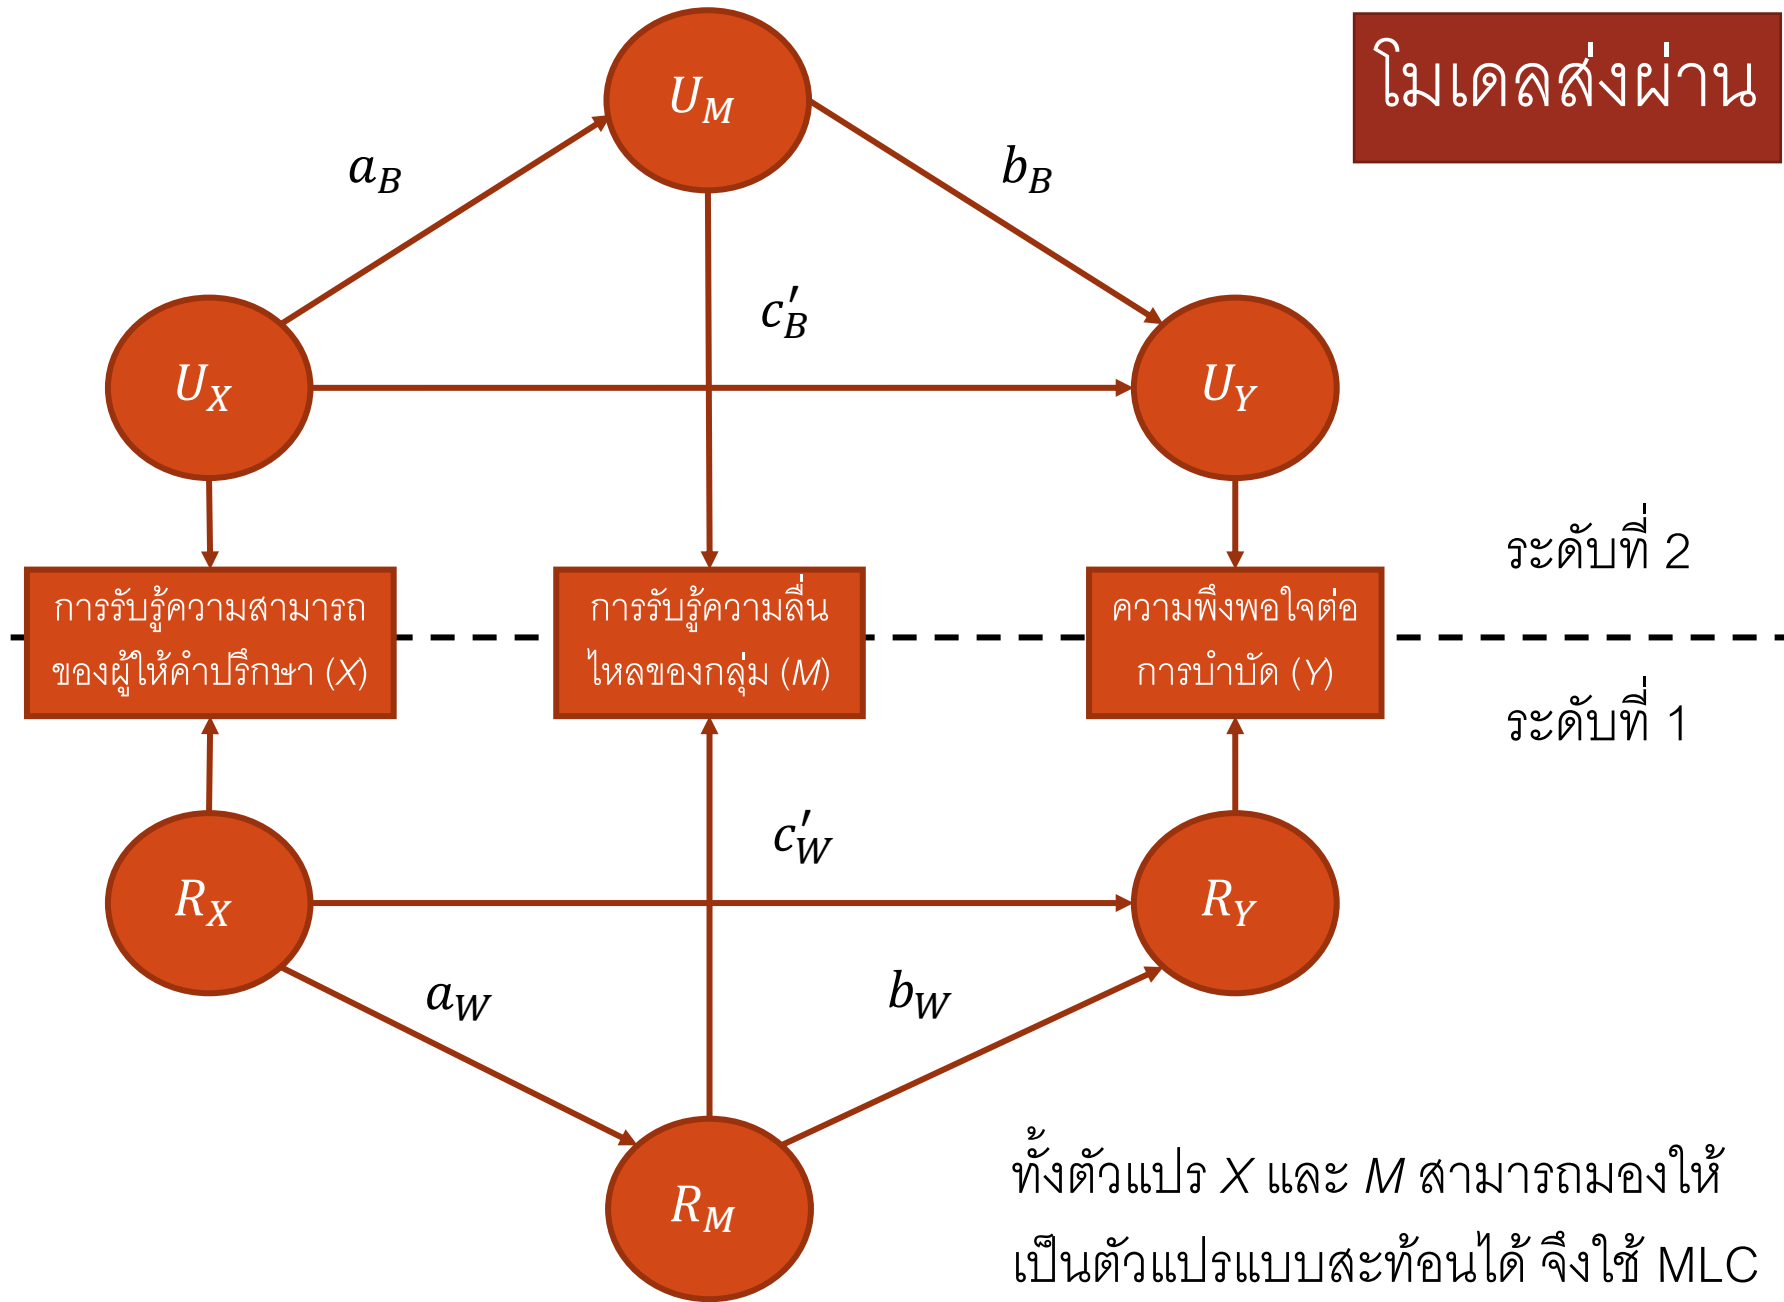 โมเดลส่งผ่าน
U_M
a_B
b_B
c'_B
U_X
U_Y
ระดับที่ 2
การรับรู้ความสามารถ
ของผู้ให้คำปรึกษา (X)
การรับรู้ความลื่น
ไหลของกลุ่ม (M)
ความพึงพอใจต่อ
การบำบัด (Y)
ระดับที่ 1
c'_W
R_X
R_Y
a_W
b_W
R_M
ทั้งตัวแปร X และ M สามารถมองให้
เป็นตัวแปรแบบสะท้อนได้ จึงใช้ MLC